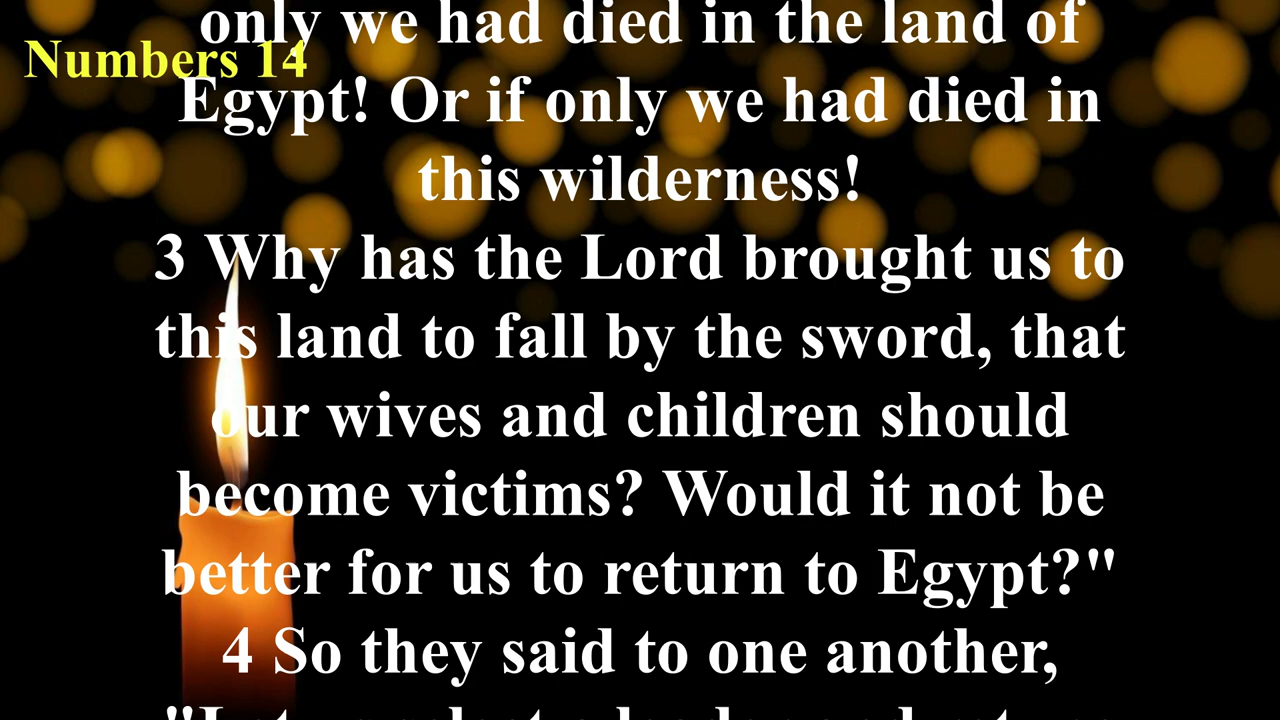 Numbers 14
only we had died in the land of
Egypt! Or if only we had died in
this wilderness!
3 Why has the Lord brought us to
this land to fall by the sword, that
our wives and children should
become victims? Would it not be
better for us to return to Egypt?"
4 So they said to one another,